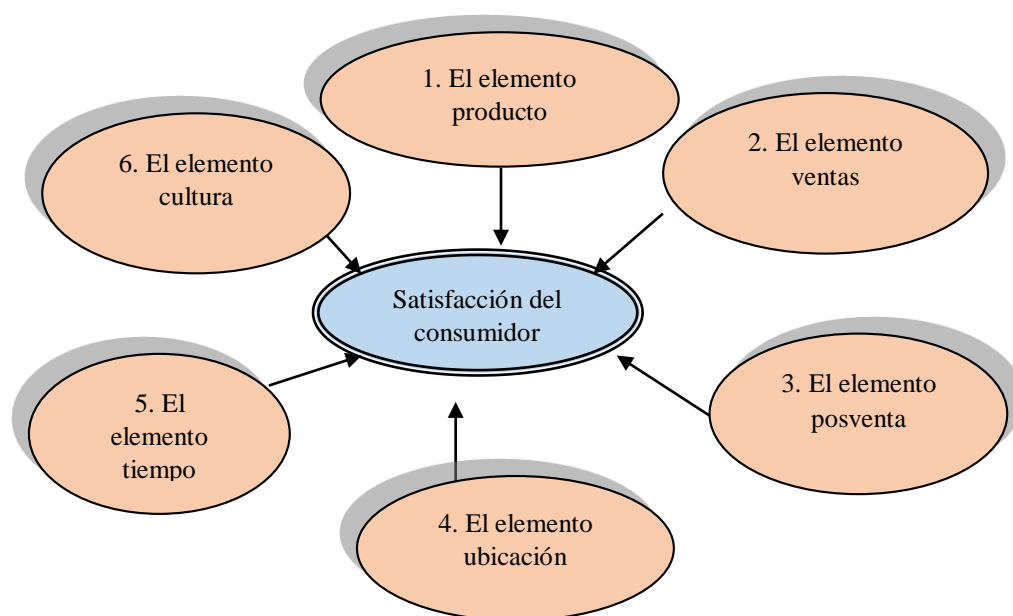 1. El elemento
producto
2. El elemento
ventas
3. El elemento
posventa
4. El elemento
ubicación
5. El
elemento
tiempo
6. El elemento
cultura
Satisfacción del
consumidor